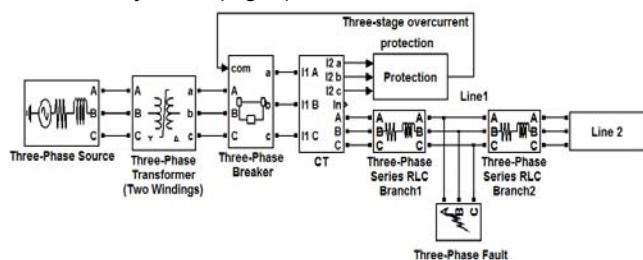 Three-stage overcurrent
protection
com
A
B
C
A
B
C
a
b
c
A
B
C
a
b
c
I1 A
I1 B
I1 C
I2 a
I2 b
I2 c
In
A
B
C
Protection
Line1
A
B
C
A
B
C
A
B
C
A
B
C
Line 2
Three-Phase Source
Three-Phase
Transformer
(Two Windings)
Three-Phase
Breaker
CT
Three-Phase
Series RLC
Branch1
Three-Phase
Series RLC
Branch2
A
B
C
Three-Phase Fault